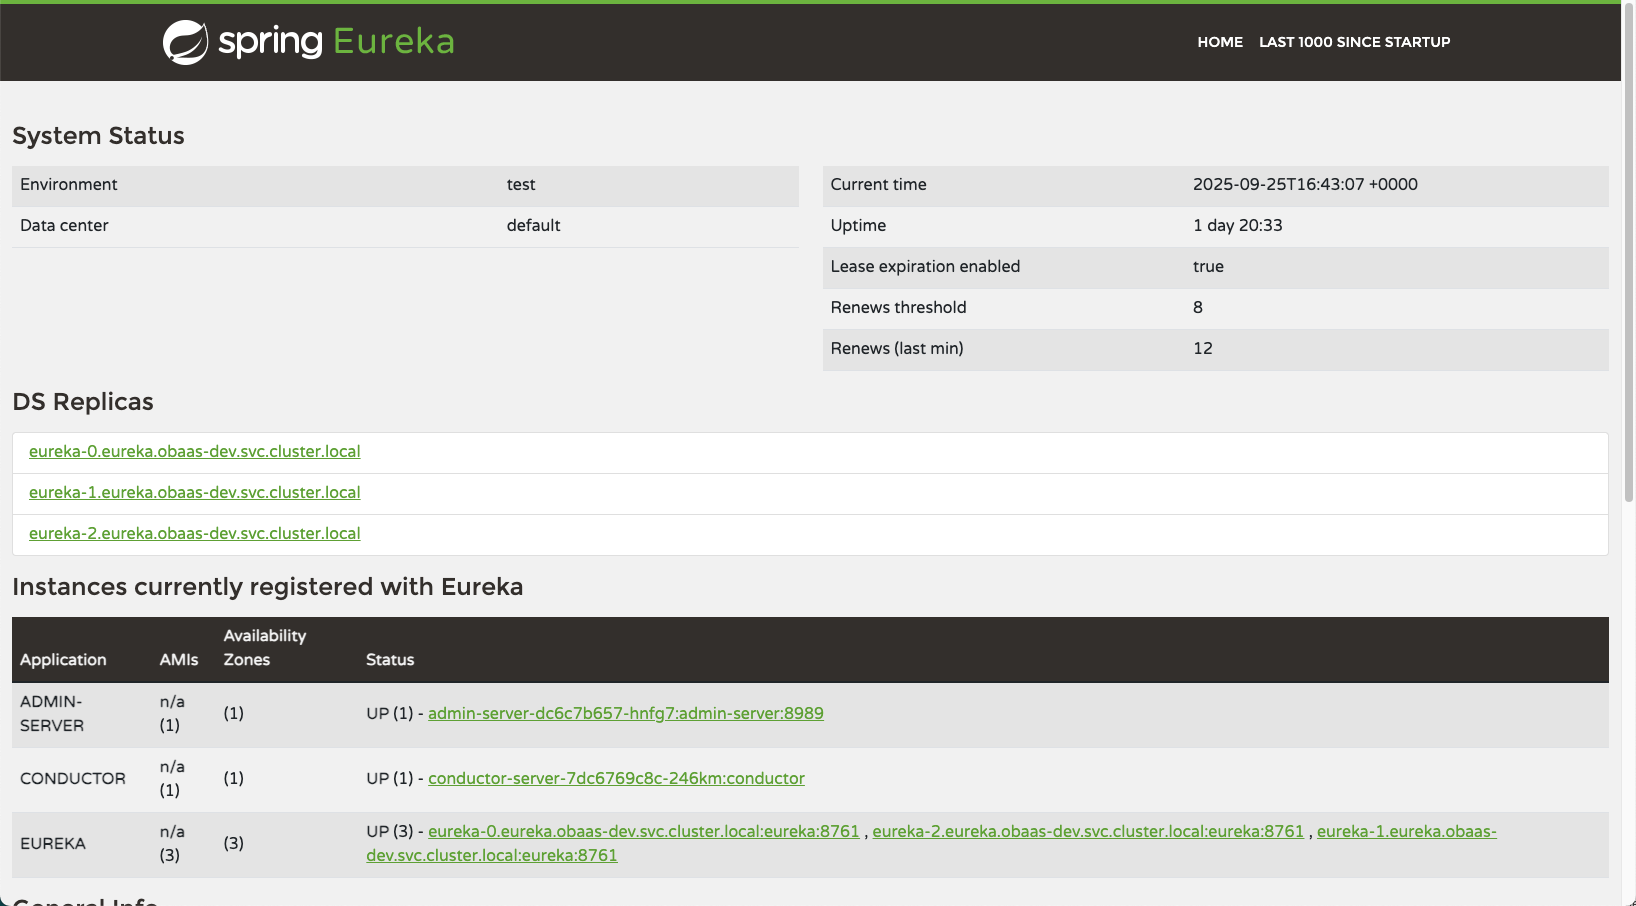 spring Eureka
HOME LAST 1000 SINCE STARTUP
System Status
Environment test
Data center default
Current time 2025-09-25T16:43:07 +0000
Uptime 1 day 20:33
Lease expiration enabled true
Renews threshold 8
Renews (last min) 12
DS Replicas
eureka-0.eureka.obaas-dev.svc.cluster.local
eureka-1.eureka.obaas-dev.svc.cluster.local
eureka-2.eureka.obaas-dev.svc.cluster.local
Instances currently registered with Eureka
Application AMIs Availability Zones Status
ADMIN-SERVER n/a (1) (1) UP (1) - admin-server-dc6c7b657-hnfg7:admin-server:8989
CONDUCTOR n/a (1) (1) UP (1) - conductor-server-7dc6769c8c-246km:conductor
EUREKA n/a (3) (3) UP (3) - eureka-0.eureka.obaas-dev.svc.cluster.local:eureka:8761 , eureka-2.eureka.obaas-dev.svc.cluster.local:eureka:8761 , eureka-1.eureka.obaas-
dev.svc.cluster.local:eureka:8761
General Info